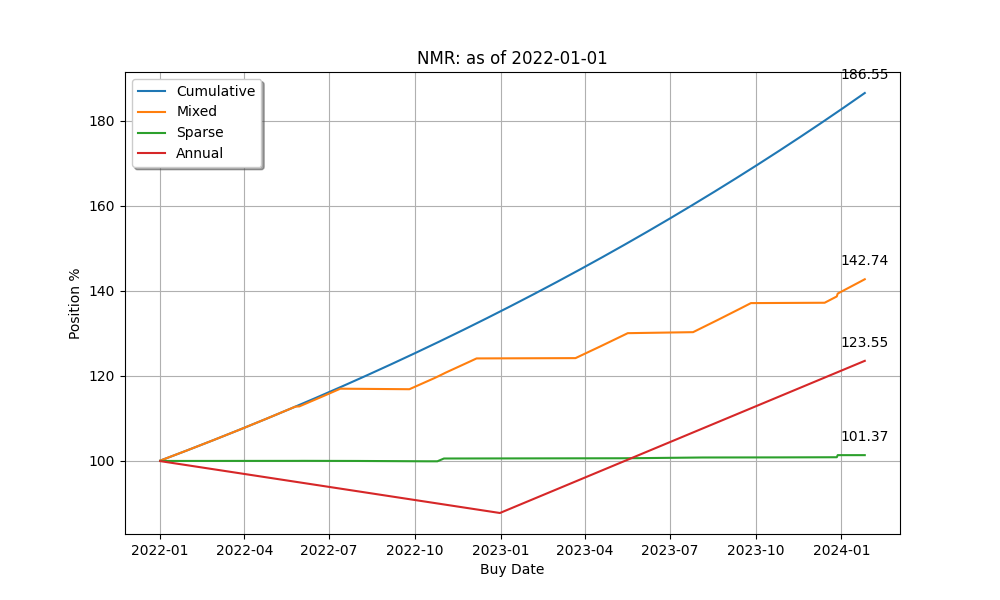 NMR: as of 2022-01-01
Cumulative
Mixed
Sparse
Annual
186.55
142.74
123.55
101.37
180
160
140
120
100
Position %
2022-01 2022-04 2022-07 2022-10 2023-01 2023-04 2023-07 2023-10 2024-01
Buy Date